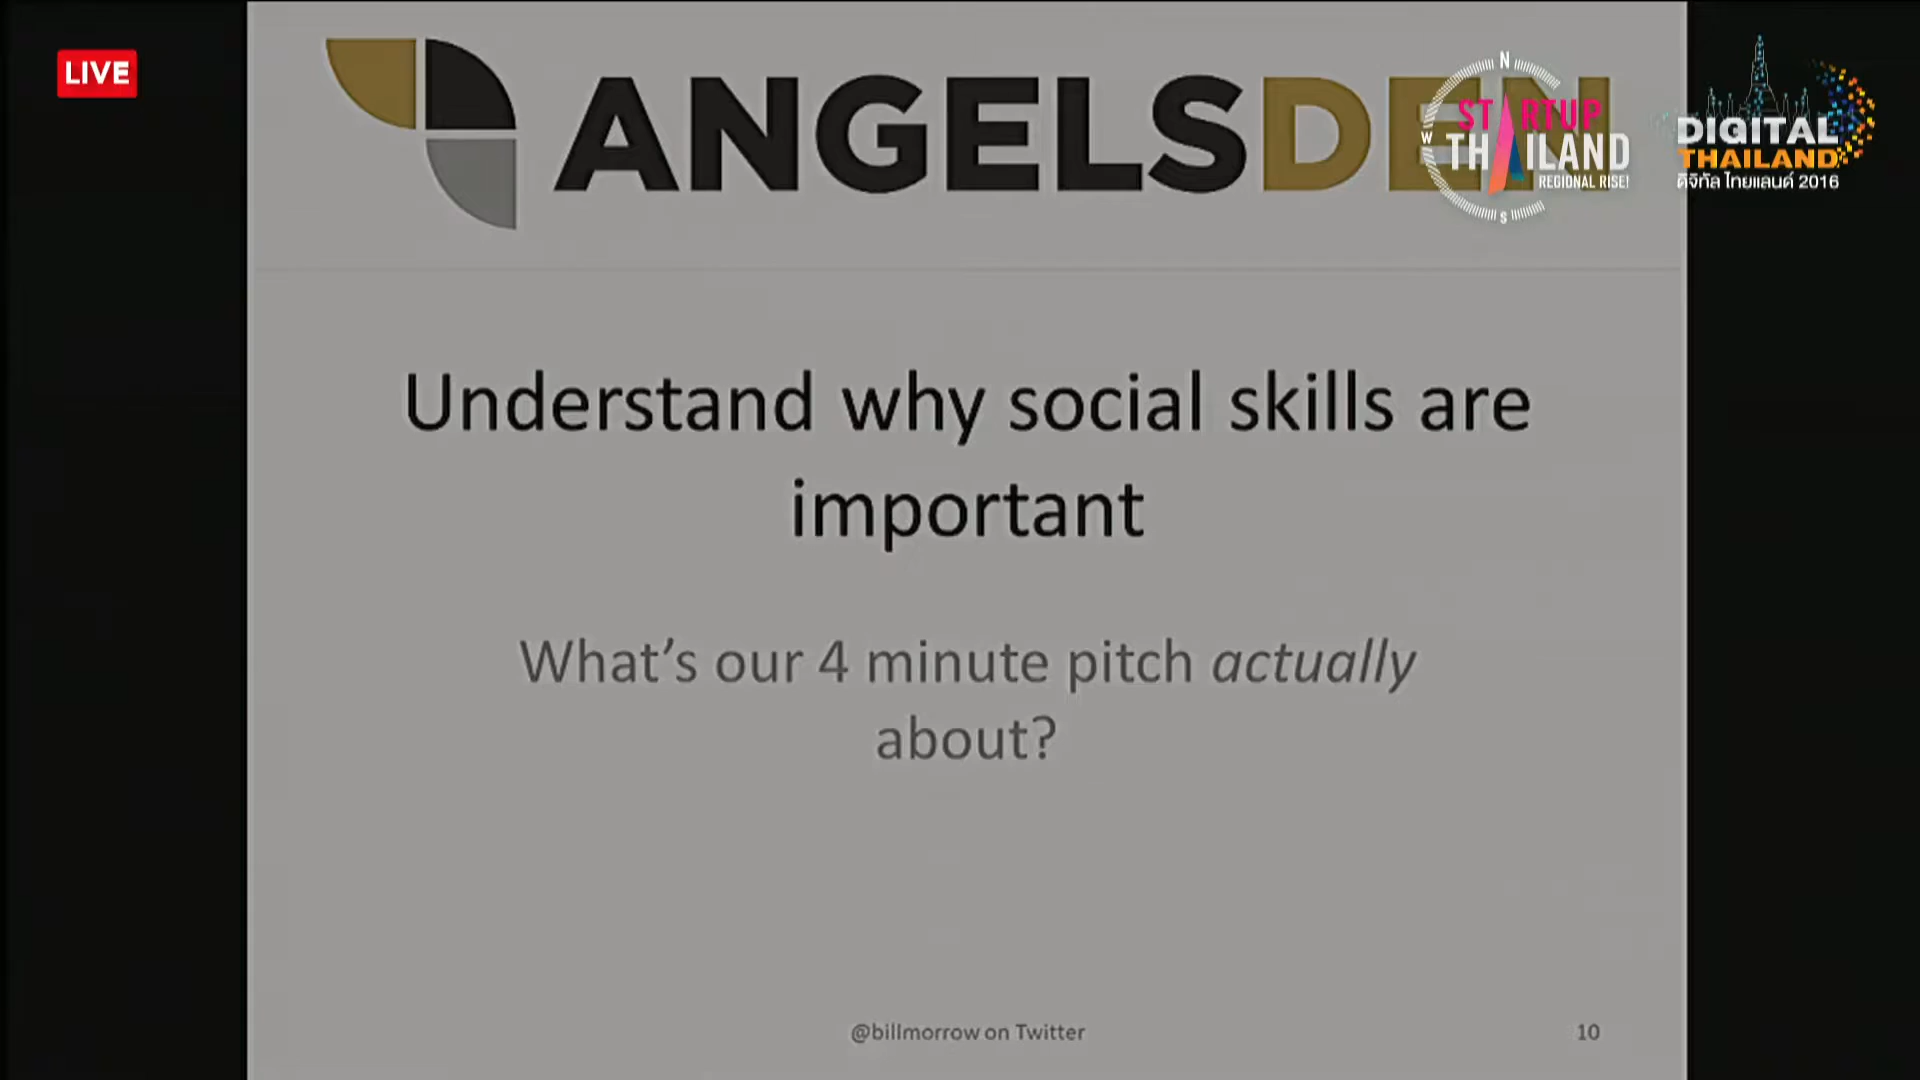 LIVE
ANGELSDEN
N
STARTUP
W
THAILAND
REGIONAL RISE!
S
DIGITAL
THAILAND
ดิจิทัล ไทยแลนด์ 2016
Understand why social skills are
important
What's our 4 minute pitch actually
about?
@billmorrow on Twitter
10